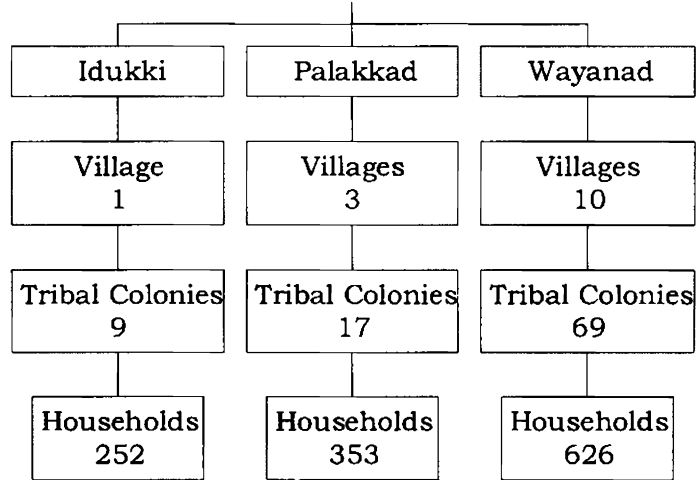 Idukki
Palakkad
Wayanad
Village
1
Villages
3
Villages
10
Tribal Colonies
9
Tribal Colonies
17
Tribal Colonies
69
Households
252
Households
353
Households
626